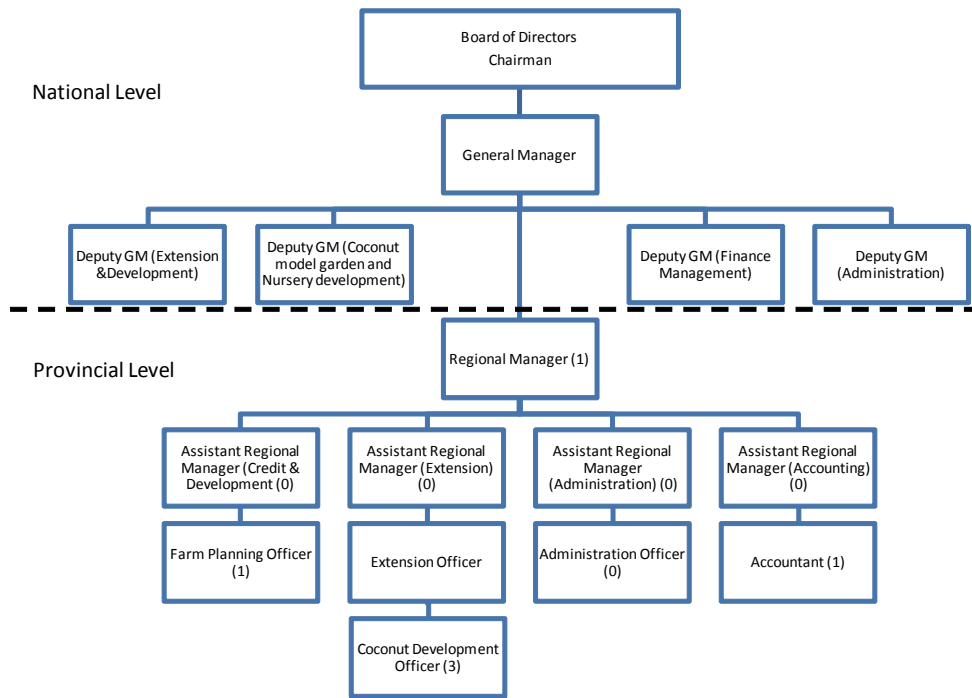 Board of Directors
Chairman
National Level
General Manager
Deputy GM (Extension
&Development)
Deputy GM (Coconut
model garden and
Nursery development)
Deputy GM (Finance
Management)
Deputy GM
(Administration)
Regional Manager (1)
Provincial Level
Assistant Regional
Manager (Credit &
Development (0)
Assistant Regional
Manager (Extension)
(0)
Assistant Regional
Manager
(Administration) (0)
Assistant Regional
Manager (Accounting)
(0)
Farm Planning Officer
(1)
Extension Officer
Administration Officer
(0)
Accountant (1)
Coconut Development
Officer (3)